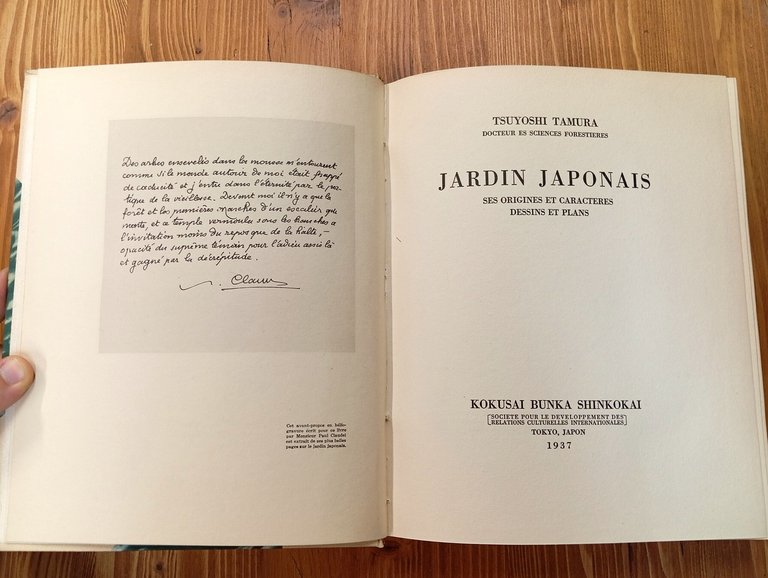 Des arbres ensevelis dans la mousse m'entourent
comme si le monde autour de moi était frappé
de caducité et j'entre dans l'éternité par le por-
tique de la vieillesse. Devant moi il n'y a que la
forêt et les premières marches d'un escalier qui
monte, et ce temple vermoulu sous les branches a
l'invitation moins du repos que de la halte, —
opacité du suprême témoin pour l'adieu assis là
et gagné par la décrépitude.
Cet avant-propos en hélio-
gravure écrit pour ce livre
par Monsieur Paul Claudel
est extrait de ses plus belles
pages sur le jardin japonais.
TSUYOSHI TAMURA
DOCTEUR ES SCIENCES FORESTIERES
JARDIN JAPONAIS
SES ORIGINES ET CARACTERES
DESSINS ET PLANS
KOKUSAI BUNKA SHINKOKAI
[SOCIETE POUR LE DEVELOPPEMENT DES
RELATIONS CULTURELLES INTERNATIONALES]
TOKYO, JAPON
1937